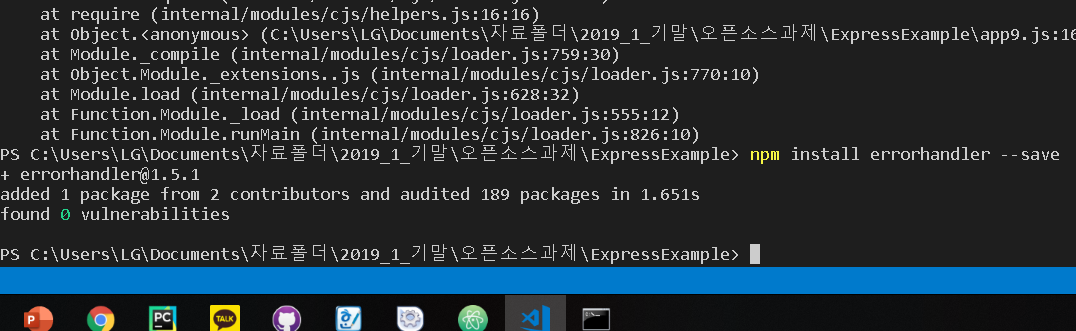 at require (internal/modules/cjs/helpers.js:16:16)
at Object.<anonymous> (C:\Users\LG\Documents\자료폴더\2019_1_기말\오픈소스과제\ExpressExample\app9.js:16
at Module._compile (internal/modules/cjs/loader.js:759:30)
at Object.Module._extensions..js (internal/modules/cjs/loader.js:770:10)
at Module.load (internal/modules/cjs/loader.js:628:32)
at Function.Module._load (internal/modules/cjs/loader.js:555:12)
at Function.Module.runMain (internal/modules/cjs/loader.js:826:10)
PS C:\Users\LG\Documents\자료폴더\2019_1_기말\오픈소스과제\ExpressExample> npm install errorhandler --save
+ errorhandler@1.5.1
added 1 package from 2 contributors and audited 189 packages in 1.651s
found 0 vulnerabilities
PS C:\Users\LG\Documents\자료폴더\2019_1_기말\오픈소스과제\ExpressExample>
P
PC
TALK